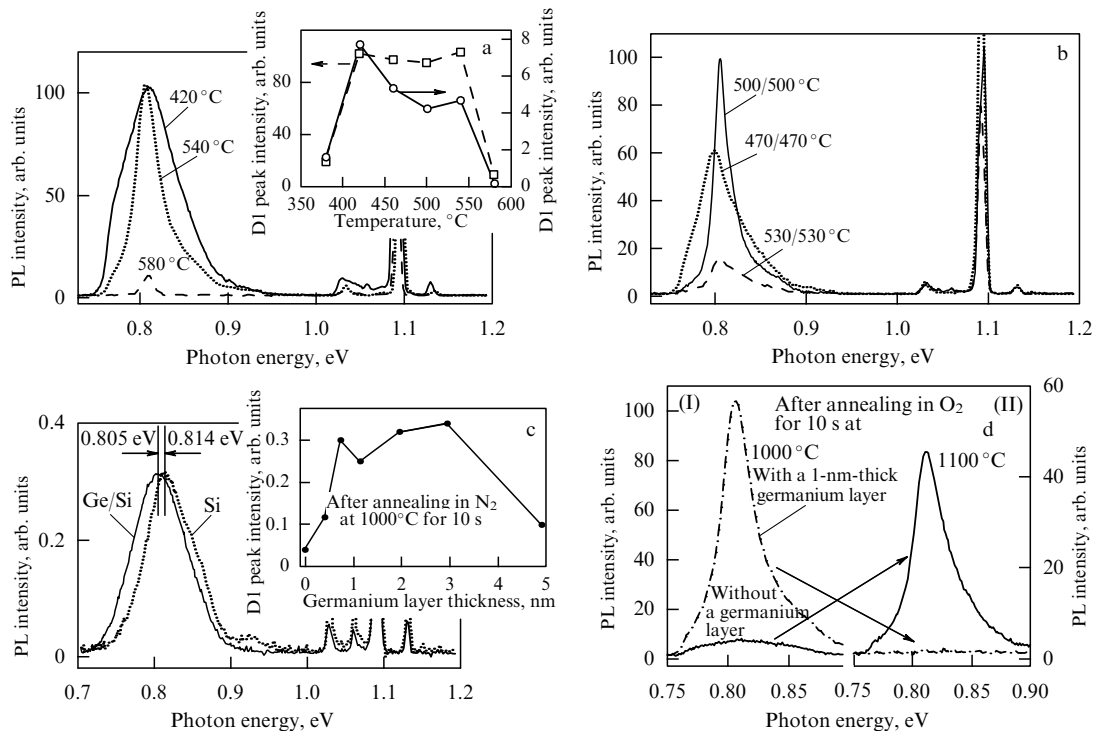 a
PL intensity, arb. units
100
50
0
420 °C
540 °C
580 °C
0.8
0.9
1.0
1.1
1.2
Photon energy, eV
D1 peak intensity, arb. units
80
40
0
8
6
4
2
0
D1 peak intensity, arb. units
350
400
450
500
550
600
Temperature, °C
b
PL intensity, arb. units
100
80
60
40
20
0
500/500 °C
470/470 °C
530/530 °C
0.8
0.9
1.0
1.1
1.2
Photon energy, eV
PL intensity, arb. units
0.4
0.2
0
0.805 eV
0.814 eV
Ge/Si
Si
0.7
0.8
0.9
1.0
1.1
1.2
Photon energy, eV
c
D1 peak intensity, arb. units
0.3
0.2
0.1
0
After annealing in N2
at 1000°C for 10 s
0
1
2
3
4
5
Germanium layer thickness, nm
(I)
After annealing in O2
for 10 s at
(II)
d
PL intensity, arb. units
100
80
60
40
20
0
1000 °C
1100 °C
With a 1-nm-thick
germanium layer
Without
a germanium
layer
60
40
20
0
PL intensity, arb. units
0.75
0.80
0.85
0.75
0.80
0.85
0.90
Photon energy, eV